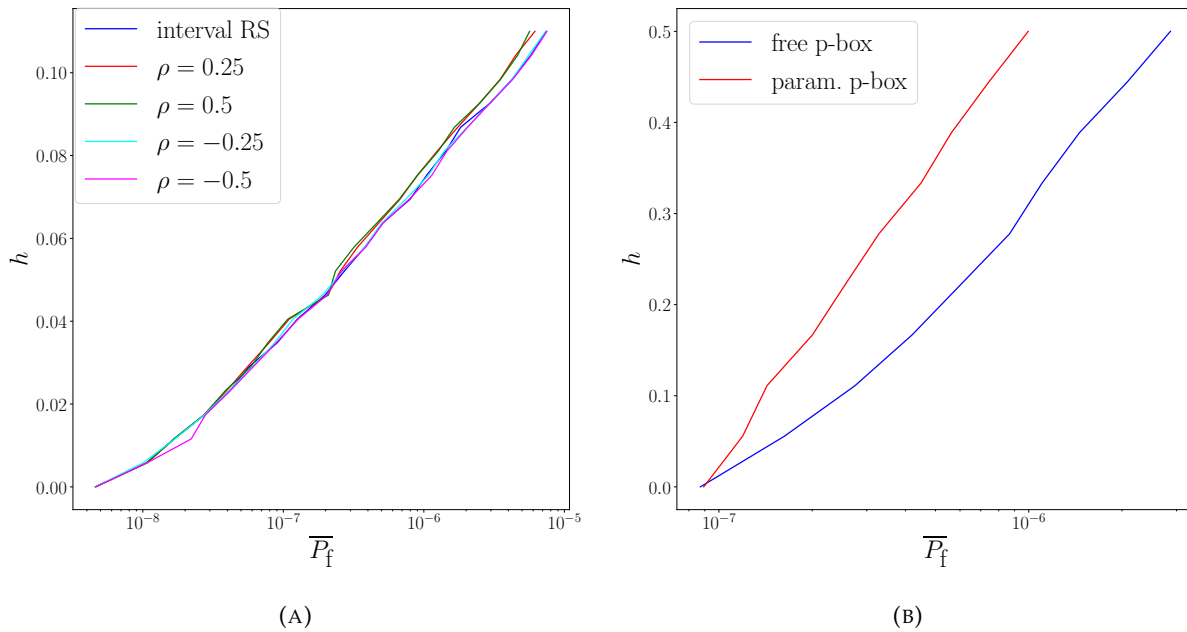 interval RS
ρ = 0.25
ρ = 0.5
ρ = −0.25
ρ = −0.5
0.10
0.08
0.06
0.04
0.02
0.00
h
10⁻⁸ 10⁻⁷ 10⁻⁶ 10⁻⁵
P̅f
(A)
free p-box
param. p-box
0.5
0.4
0.3
0.2
0.1
0.0
h
10⁻⁷ 10⁻⁶
P̅f
(B)